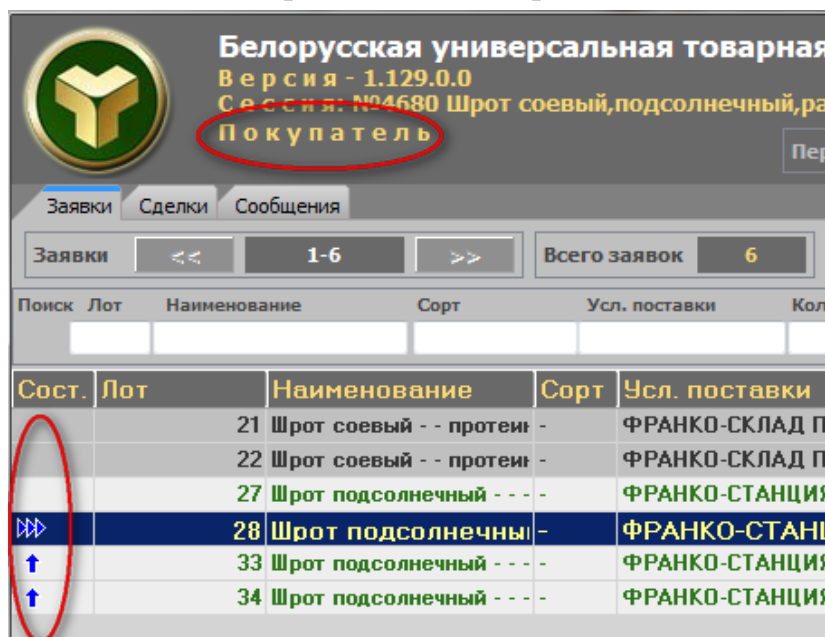 Белорусская универсальная товарная
Версия - 1.129.0.0
Сессия: №4680 Шрот соевый,подсолнечный,ра
Покупатель
Пер
Заявки Сделки Сообщения
Заявки << 1-6 >> Всего заявок 6
Поиск Лот Наименование Сорт Усл. поставки Кол
Сост. Лот Наименование Сорт Усл. поставки
21 Шрот соевый - - протеин - ФРАНКО-СКЛАД П
22 Шрот соевый - - протеин - ФРАНКО-СКЛАД П
27 Шрот подсолнечный - - - - ФРАНКО-СТАНЦИЯ
28 Шрот подсолнечны - ФРАНКО-СТАНЦ
33 Шрот подсолнечный - - - - ФРАНКО-СТАНЦИЯ
34 Шрот подсолнечный - - - - ФРАНКО-СТАНЦИЯ